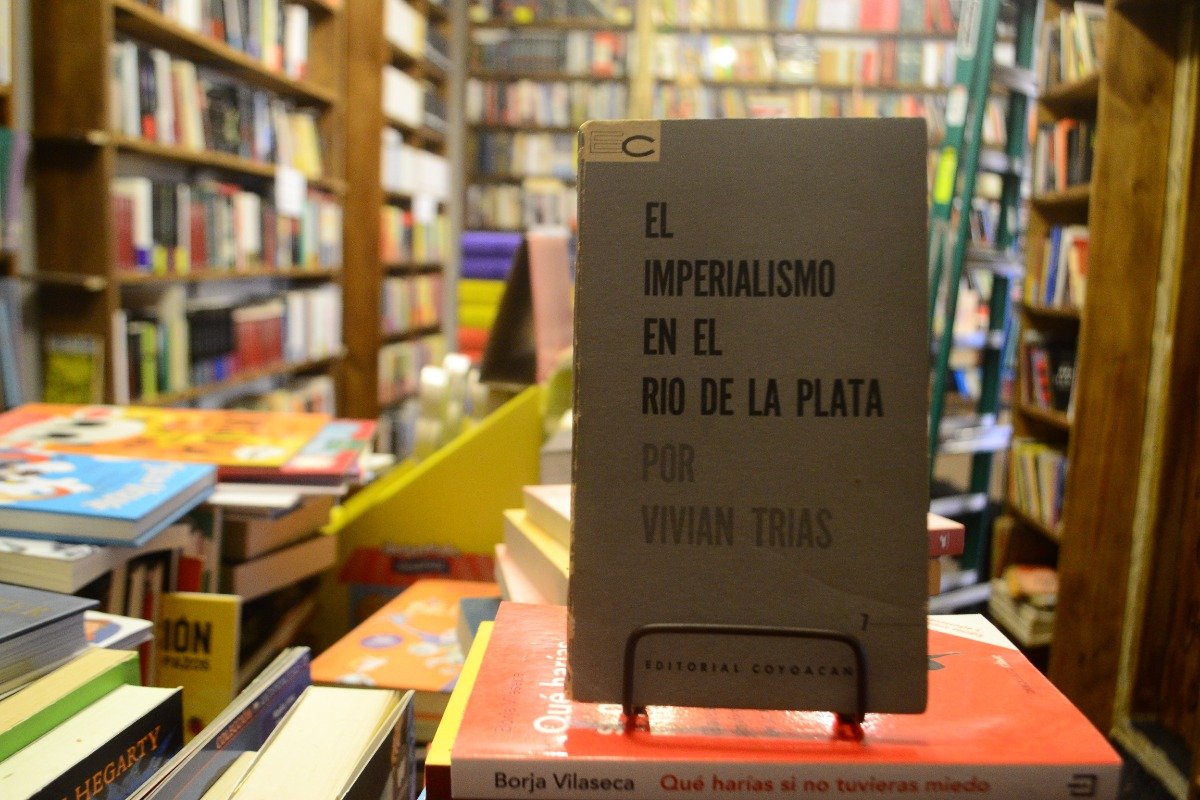 EC
EL
IMPERIALISMO
EN EL
RIO DE LA PLATA
POR
VIVIAN TRIAS
7
EDITORIAL COYOACAN
¿Qué harías
Borja Vilaseca Qué harías si no tuvieras miedo
IÓN
HEGARTY